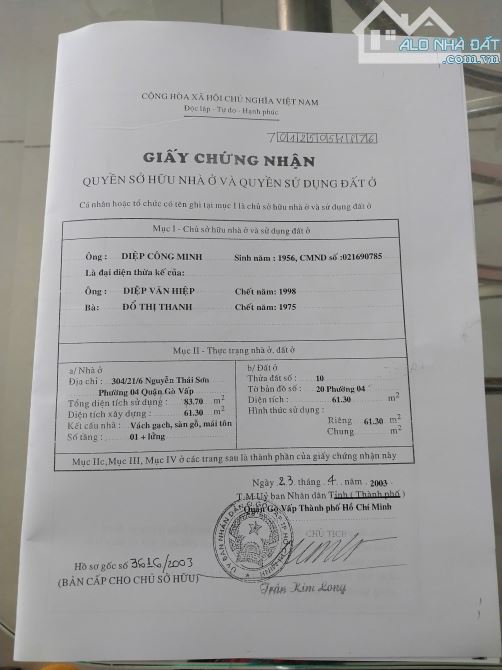 ALO NHÀ ĐẤT
.com.vn
CỘNG HÒA XÃ HỘI CHỦ NGHĨA VIỆT NAM
Độc lập - Tự do - Hạnh phúc
GIẤY CHỨNG NHẬN
QUYỀN SỞ HỮU NHÀ Ở VÀ QUYỀN SỬ DỤNG ĐẤT Ở
Cá nhân hoặc tổ chức có tên ghi tại mục I là chủ sở hữu nhà ở và sử dụng đất ở
Mục I - Chủ sở hữu nhà ở và sử dụng đất ở
Ông : DIỆP CÔNG MINH Sinh năm : 1956, CMND số :021690785
Là đại diện thừa kế của:
Ông : DIỆP VĂN HIỆP Chết năm: 1998
Bà: ĐỖ THỊ THANH Chết năm: 1975
Mục II - Thực trạng nhà ở, đất ở
a/ Nhà ở
Địa chỉ : 304/21/6 Nguyễn Thái Sơn
Phường 04 Quận Gò Vấp
Tổng diện tích sử dụng : 83.70 m2
Diện tích xây dựng : 61.30 m2
Kết cấu nhà : Vách gạch, sàn gỗ, mái tôn
Số tầng : 01 + lửng
b/ Đất ở
Thửa đất số : 10
Tờ bản đồ số : 20 Phường 04
Diện tích : 61.30 m2
Hình thức sử dụng :
Riêng 61.30 m2
Chung m2
Mục IIc, Mục III, Mục IV ở các trang sau là thành phần của giấy chứng nhận này
Ngày 23 tháng 4 năm 2003
T.M Uỷ ban Nhân dân Tỉnh ( Thành phố )
Quận Gò Vấp Thành phố Hồ Chí Minh
CHỦ TỊCH
Hồ sơ gốc số 3616/2003
(BẢN CẤP CHO CHỦ SỞ HỮU)
Trần Kim Long